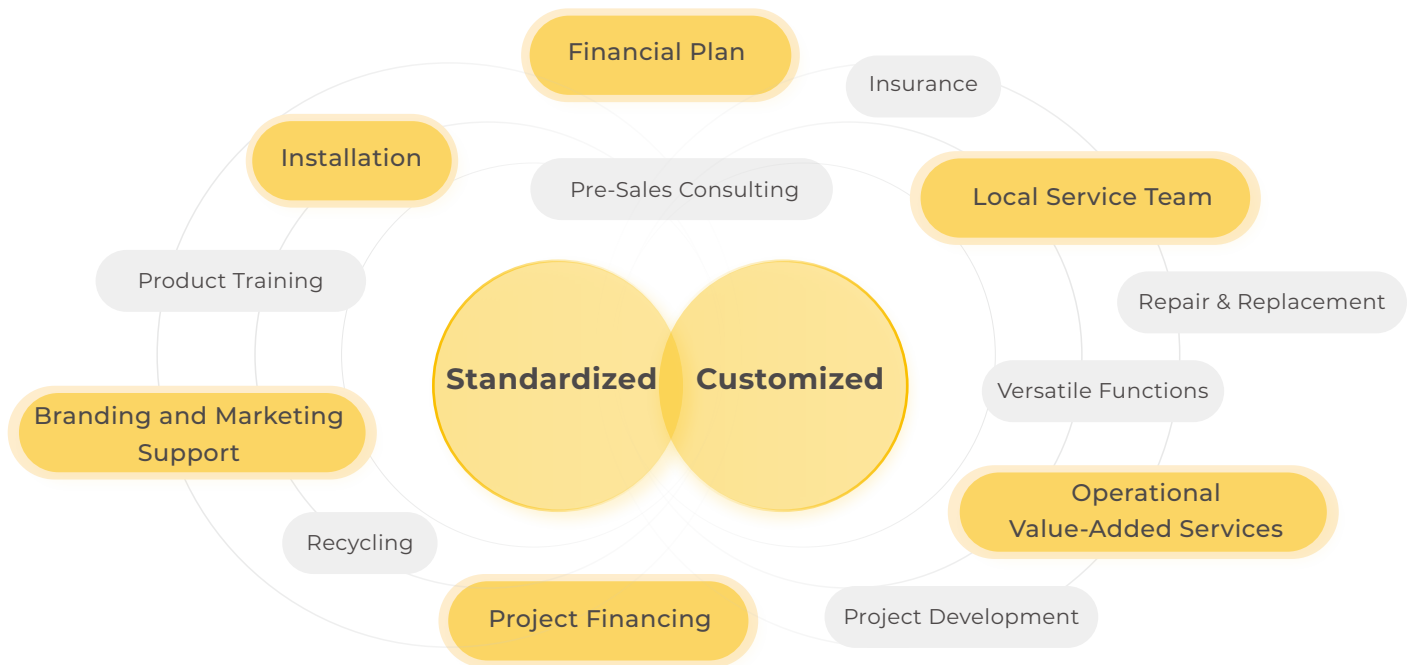 Financial Plan
Insurance
Installation
Pre-Sales Consulting
Local Service Team
Product Training
Repair & Replacement
Standardized
Customized
Versatile Functions
Branding and Marketing
Support
Operational
Value-Added Services
Recycling
Project Financing
Project Development